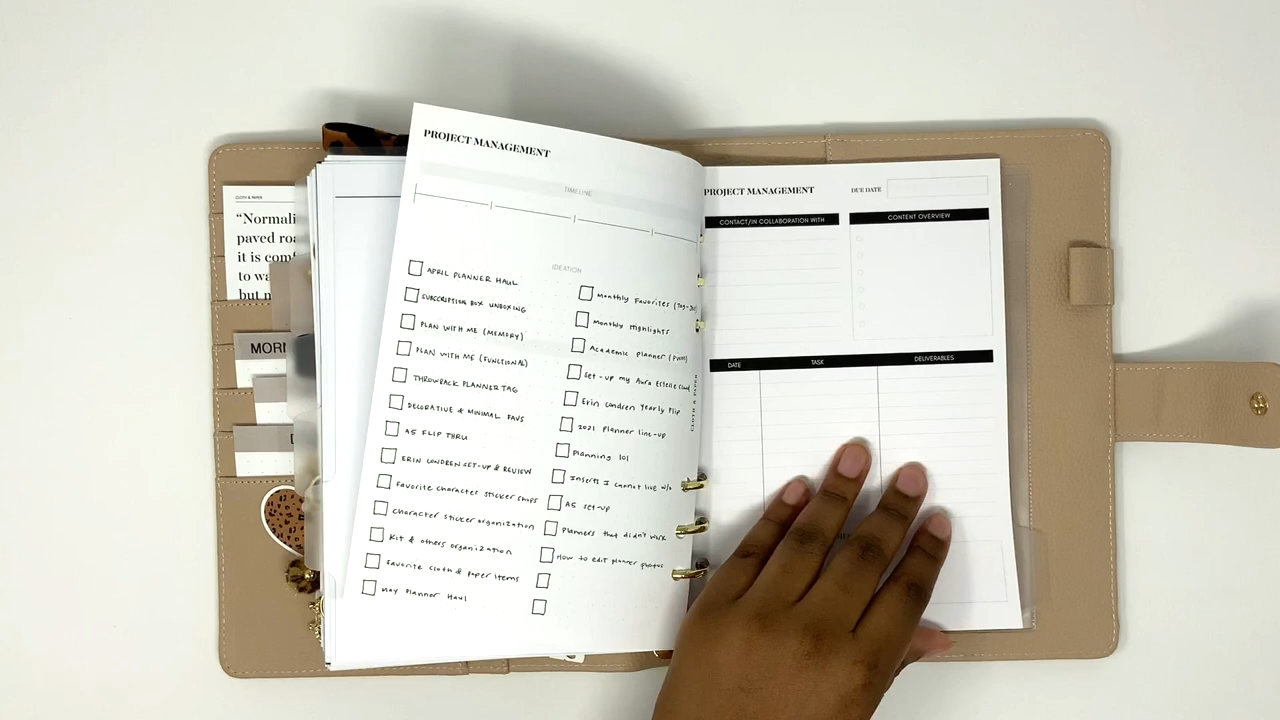 CLOTH & PAPER
"Normali
paved roa
it is com
to wa
but n
MORN
D
PROJECT MANAGEMENT
TIMELINE
IDEATION
APRIL PLANNER HAUL
SUBSCRIPTION BOX UNBOXING
PLAN WITH ME (MEMORY)
PLAN WITH ME (FUNCTIONAL)
THROWBACK PLANNER TAG
DECORATIVE & MINIMAL FAVS
A5 FLIP THRU
ERIN CONDREN SET-UP & REVIEW
Favorite character sticker shops
Character sticker organization
Kit & others organization
Favorite cloth & paper items
May Planner Haul
Monthly Favorites
Monthly Highlights
Academic planner
Set-up my Aura Estelle
Erin Condren Yearly Flip
2021 Planner line-up
Planning 101
Inserts I cannot live w/o
A5 set-up
Planners that didn't work
How to edit planner photos
CLOTH & PAPER
PROJECT MANAGEMENT
DUE DATE
CONTACT/IN COLLABORATION WITH
CONTENT OVERVIEW
DATE
TASK
DELIVERABLES